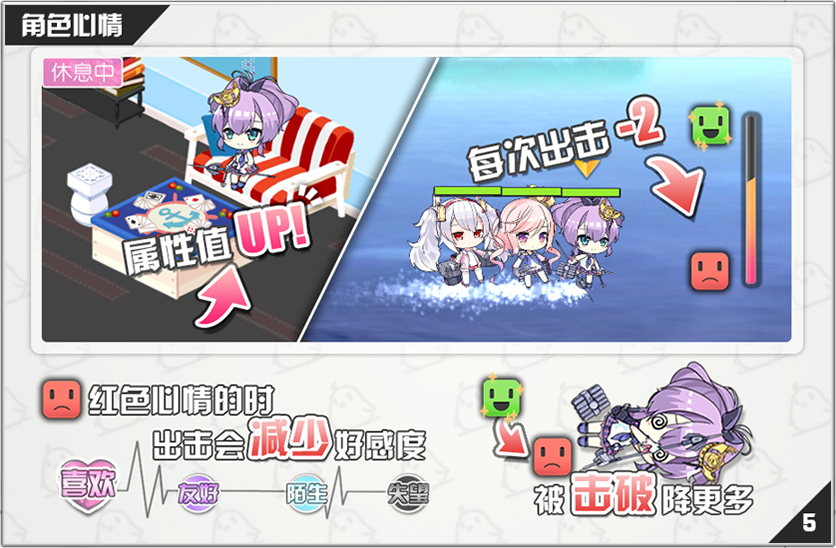 角色心情
休息中
属性值UP!
每次出击-2
红色心情的时
出击会减少好感度
喜欢
友好
陌生
失望
被击破降更多
5